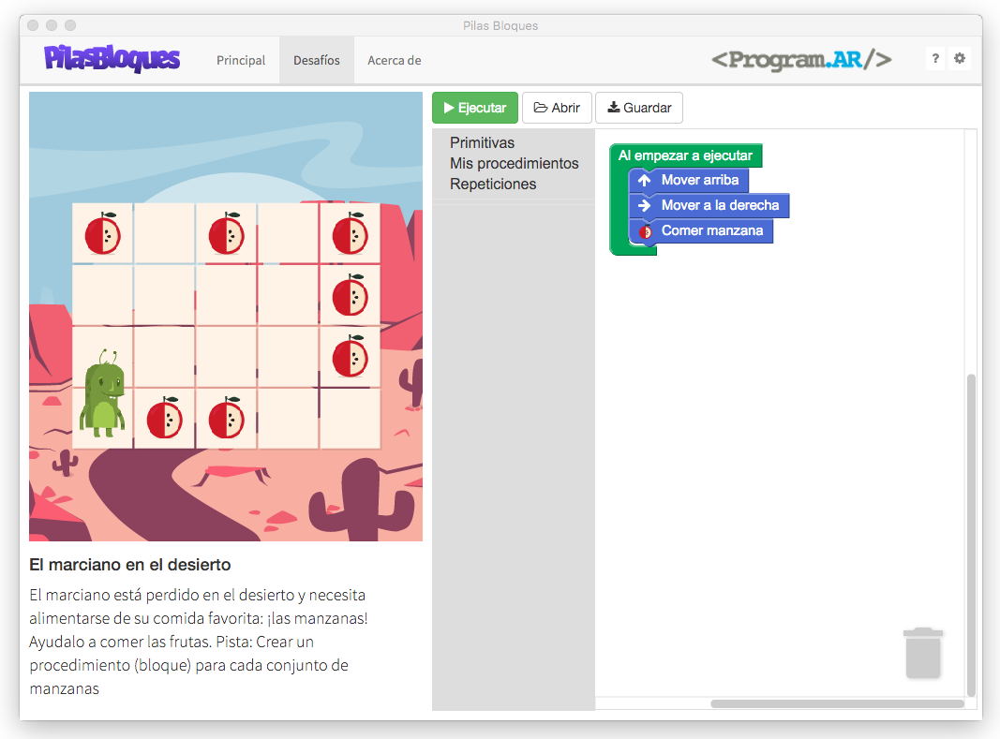 Pilas Bloques
PilasBloques
Principal
Desafíos
Acerca de
<Program.AR/>
?
Ejecutar
Abrir
Guardar
Primitivas
Mis procedimientos
Repeticiones
Al empezar a ejecutar
Mover arriba
Mover a la derecha
Comer manzana
El marciano en el desierto
El marciano está perdido en el desierto y necesita
alimentarse de su comida favorita: ¡las manzanas!
Ayudalo a comer las frutas. Pista: Crear un
procedimiento (bloque) para cada conjunto de
manzanas